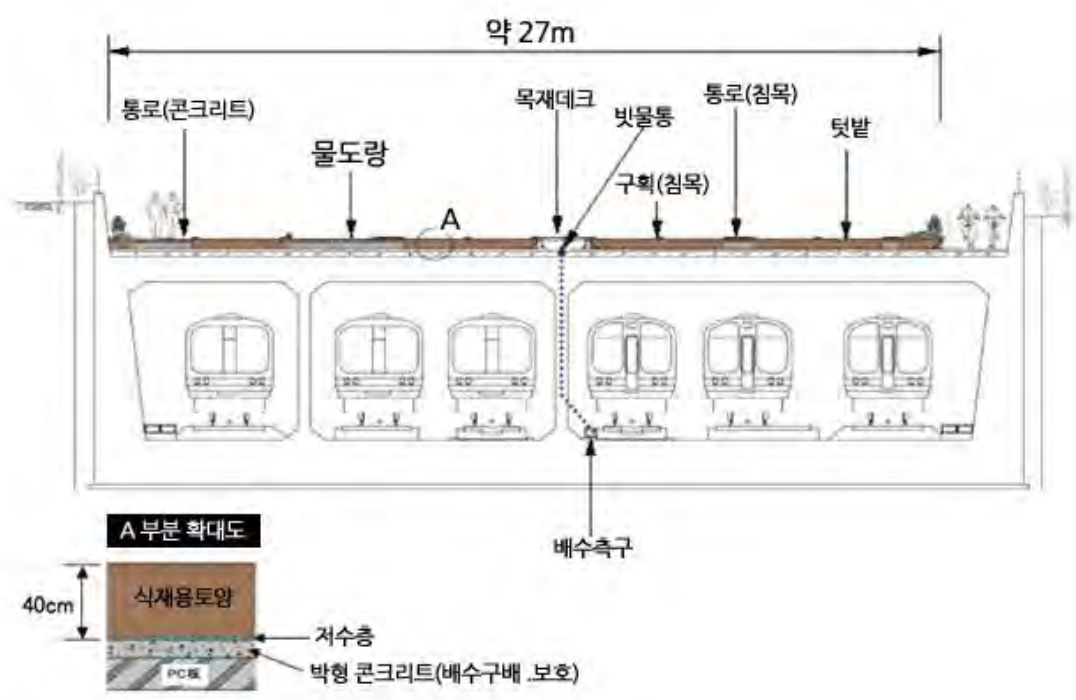 약 27m
통로(콘크리트)
물도랑
목재데크
빗물통
통로(침목)
텃밭
구획(침목)
A
배수측구
A 부분 확대도
40cm
식재용토양
저수층
박형 콘크리트(배수구배 .보호)
PC板